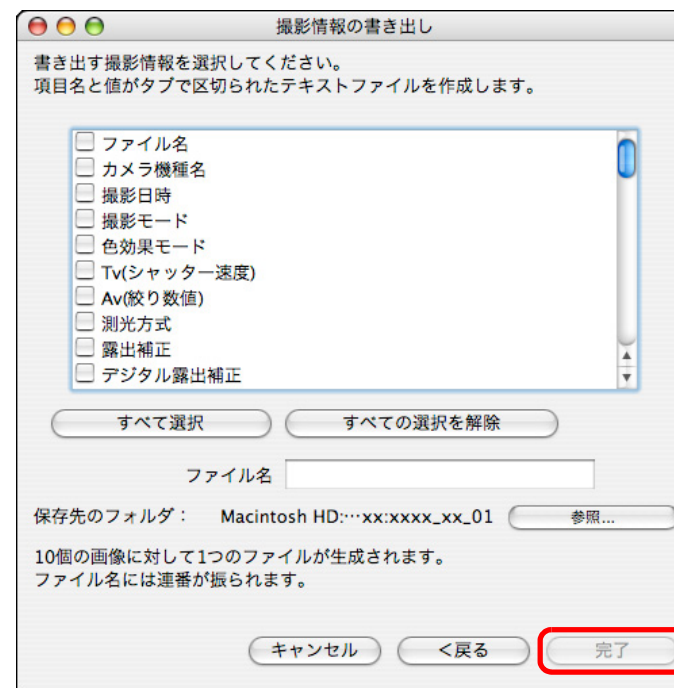 撮影情報の書き出し
書き出す撮影情報を選択してください。
項目名と値がタブで区切られたテキストファイルを作成します。
ファイル名
カメラ機種名
撮影日時
撮影モード
色効果モード
Tv(シャッター速度)
Av(絞り数値)
測光方式
露出補正
デジタル露出補正
すべて選択 すべての選択を解除
ファイル名
保存先のフォルダ： Macintosh HD:…xx:xxxx_xx_01 参照...
10個の画像に対して1つのファイルが生成されます。
ファイル名には連番が振られます。
キャンセル <戻る 完了